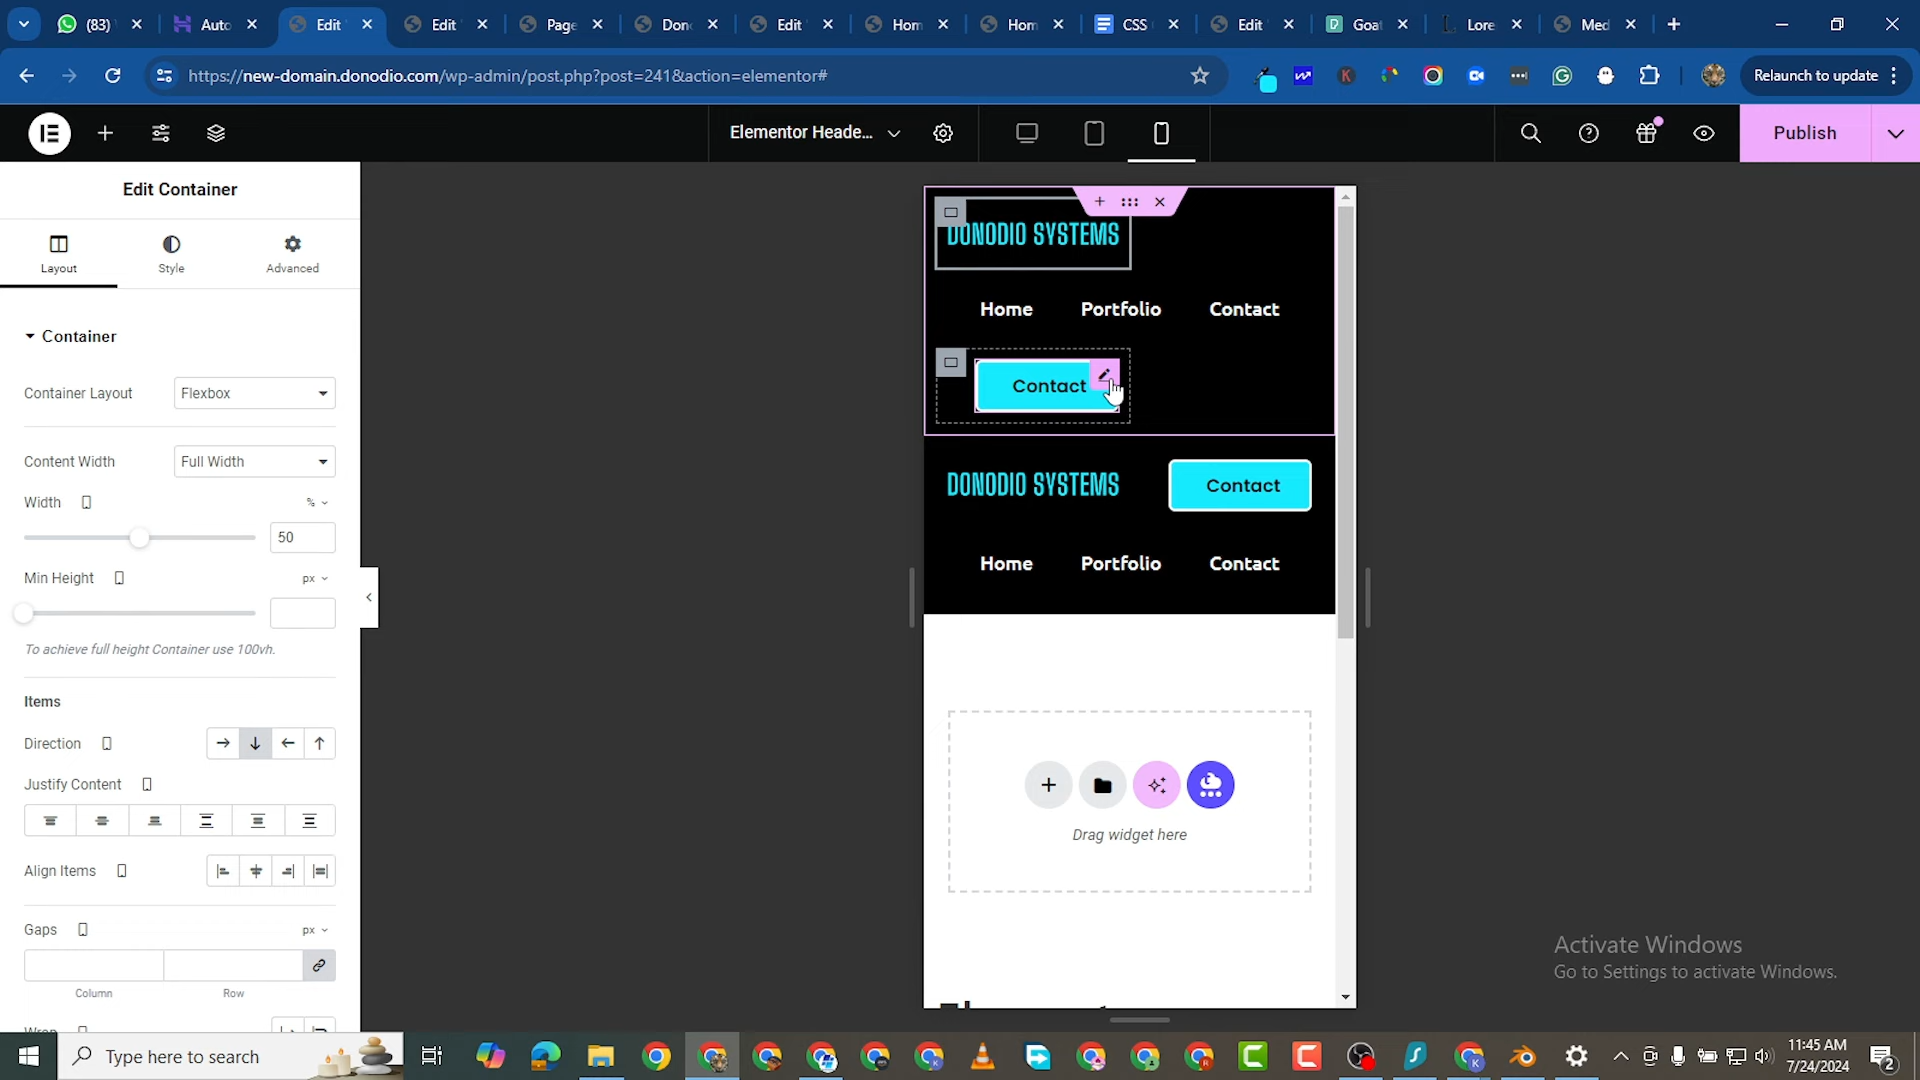 (83)
Auto
Edit
Edit
Page
Dono
Edit
Hom
Hom
CSS
Edit
Goat
Lore
Med
https://new-domain.donodio.com/wp-admin/post.php?post=241&action=elementor#
Relaunch to update
Elementor Heade...
Publish
Edit Container
Layout
Style
Advanced
Container
Container Layout
Flexbox
Content Width
Full Width
Width
%
50
Min Height
px
To achieve full height Container use 100vh.
Items
Direction
Justify Content
Align Items
Gaps
px
Column
Row
Wrap
DONODIO SYSTEMS
Home
Portfolio
Contact
Contact
DONODIO SYSTEMS
Contact
Home
Portfolio
Contact
Drag widget here
Activate Windows
Go to Settings to activate Windows.
Type here to search
11:45 AM
7/24/2024
2